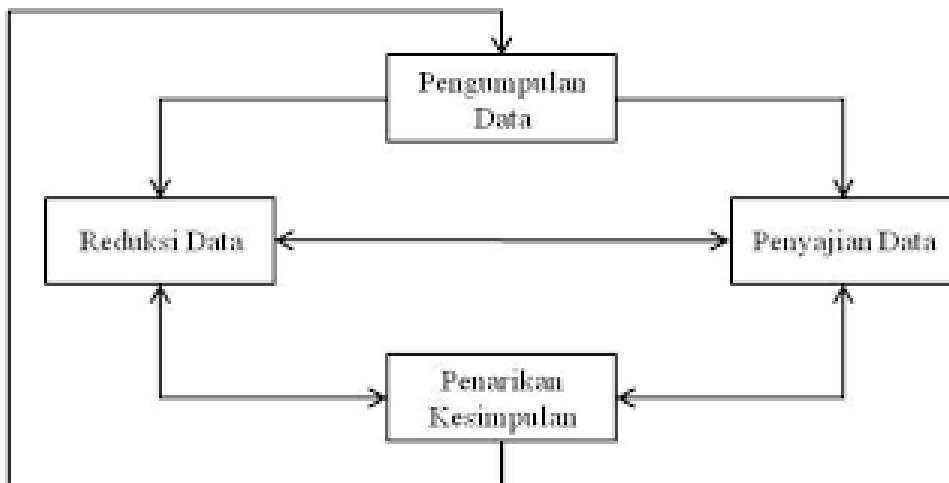 Pengumpulan
Data
Reduksi Data
Penyajian Data
Penarikan
Kesimpulan